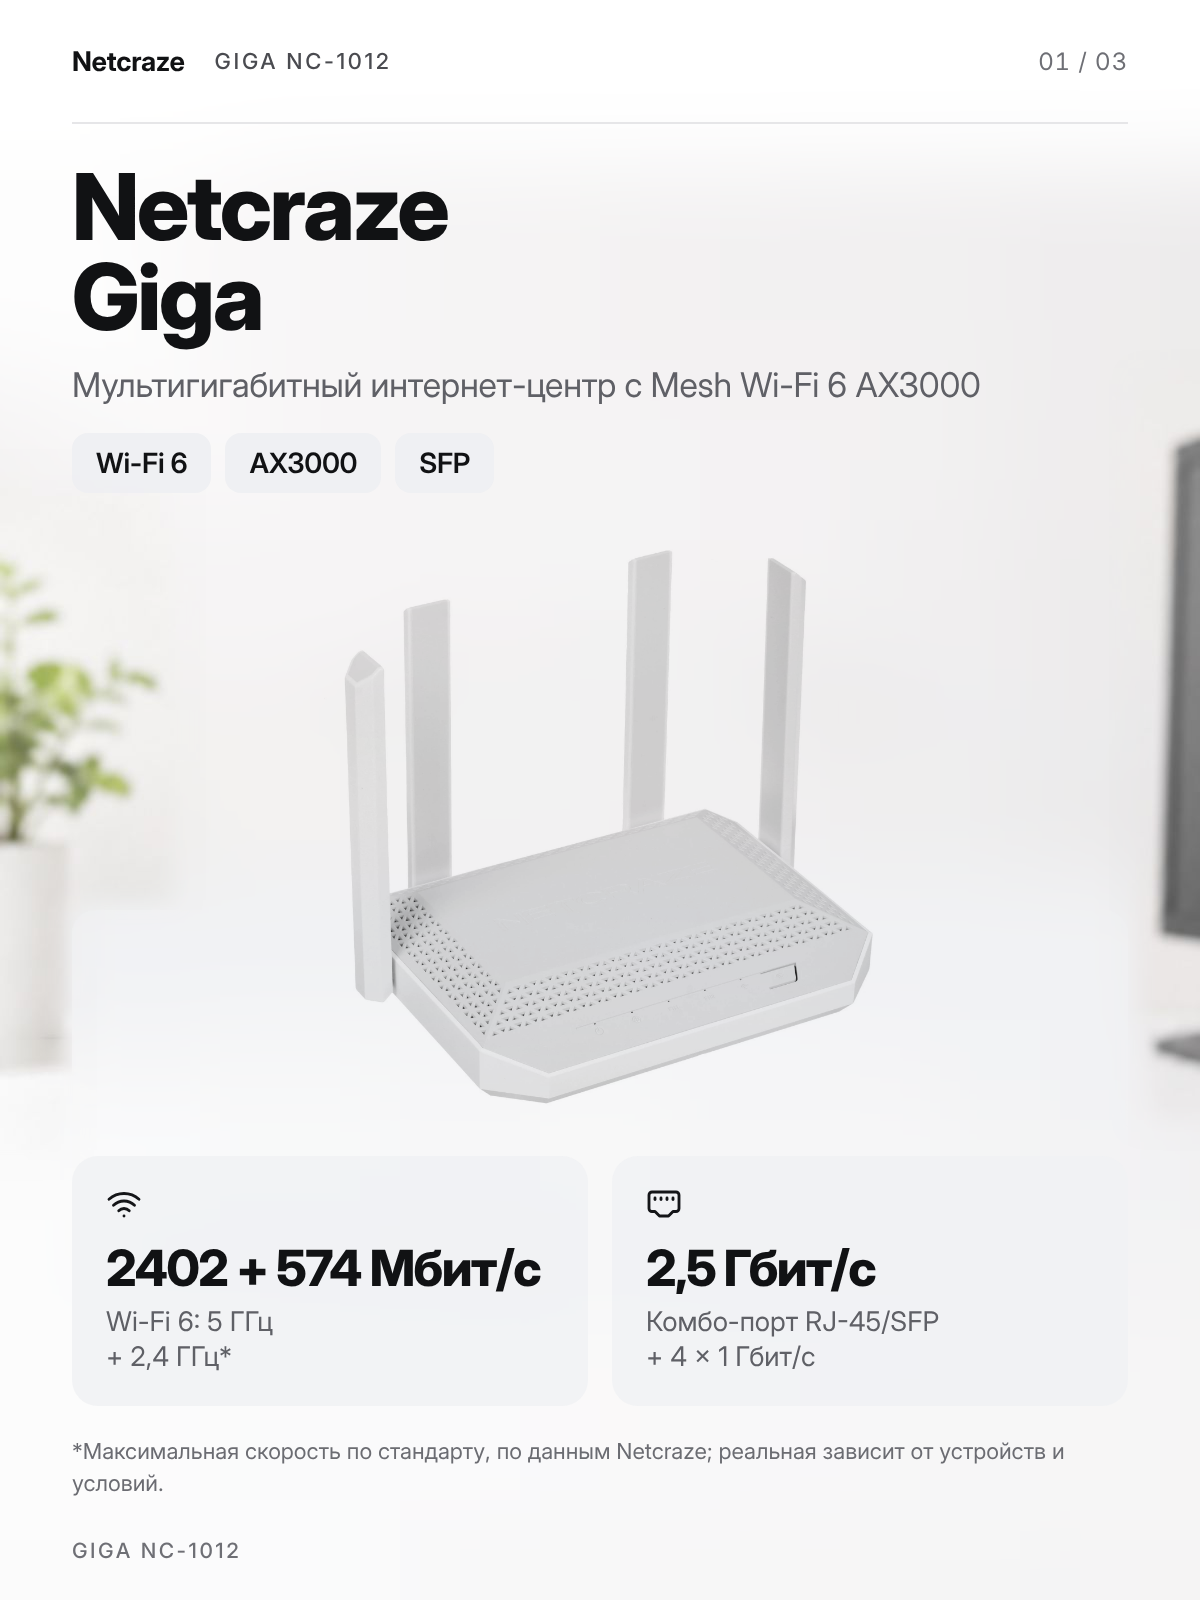 Netcraze GIGA NC-1012 01 / 03
Netcraze
Giga
Мультигигабитный интернет-центр с Mesh Wi-Fi 6 AX3000
Wi-Fi 6 AX3000 SFP
2402 + 574 Мбит/с
Wi-Fi 6: 5 ГГц
+ 2,4 ГГц*
2,5 Гбит/с
Комбо-порт RJ-45/SFP
+ 4 × 1 Гбит/с
*Максимальная скорость по стандарту, по данным Netcraze; реальная зависит от устройств и
условий.
GIGA NC-1012